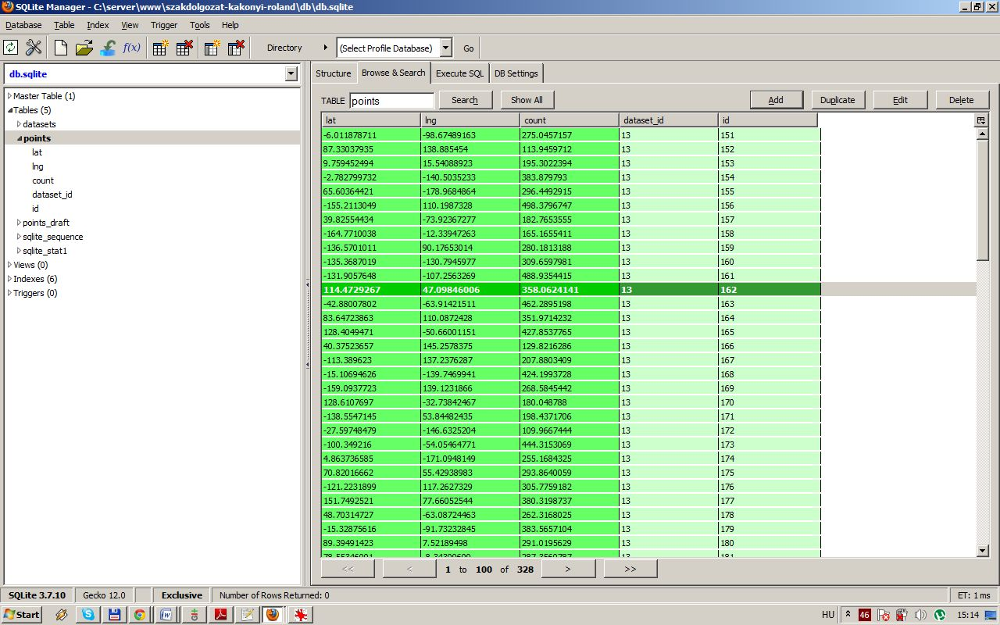 SQLite Manager - C:\server\www\szakdolgozat-kakonyi-roland\db\db.sqlite
Database Table Index View Trigger Tools Help
f(x) Directory (Select Profile Database) Go
db.sqlite
Master Table (1)
Tables (5)
datasets
points
lat
lng
count
dataset_id
id
points_draft
sqlite_sequence
sqlite_stat1
Views (0)
Indexes (6)
Triggers (0)
Structure Browse & Search Execute SQL DB Settings
TABLE points Search Show All Add Duplicate Edit Delete
lat lng count dataset_id id
-6.011878711 -98.67489163 275.0457157 13 151
87.33037935 138.885454 113.9459712 13 152
9.759452494 15.54088923 195.3022394 13 153
-2.782799732 -140.5035233 383.879793 13 154
65.60364421 -178.9684864 296.4492915 13 155
-155.2113049 110.1987328 498.3796747 13 156
39.82554434 -73.92367277 182.7653555 13 157
-164.7710038 -12.33947263 165.1655411 13 158
-136.5701011 90.17653014 280.1813188 13 159
-135.3687019 -130.7945977 309.6597981 13 160
-131.9057648 -107.2563269 488.9354415 13 161
114.4729267 47.09846006 358.0624141 13 162
-42.88007802 -63.91421511 462.2895198 13 163
83.64723863 110.0872428 351.9714232 13 164
128.4049471 -50.66001151 427.8537765 13 165
40.37523657 145.2578375 129.8216286 13 166
-113.389623 137.2376287 207.8803409 13 167
-15.10694626 -139.7469941 424.1993728 13 168
-159.0937723 139.1231866 268.5845442 13 169
128.6107697 -32.73842467 180.048788 13 170
-138.5547145 53.84482435 198.4371706 13 171
-27.59748479 -146.6325204 109.9667444 13 172
-100.349216 -54.05464771 444.3153069 13 173
4.863736585 -171.0948149 255.1684325 13 174
70.82016662 55.42938983 293.8640059 13 175
-121.2231899 117.2627329 305.7759182 13 176
151.7492521 77.66052544 380.3198737 13 177
48.70314727 -63.08724463 262.3168025 13 178
-15.32875616 -91.73232845 383.5657104 13 179
89.39491423 7.52189498 291.0195629 13 180
13 181
<< < 1 to 100 of 328 > >>
SQLite 3.7.10 Gecko 12.0 Exclusive Number of Rows Returned: 0 ET: 1 ms
Start HU 46 15:14